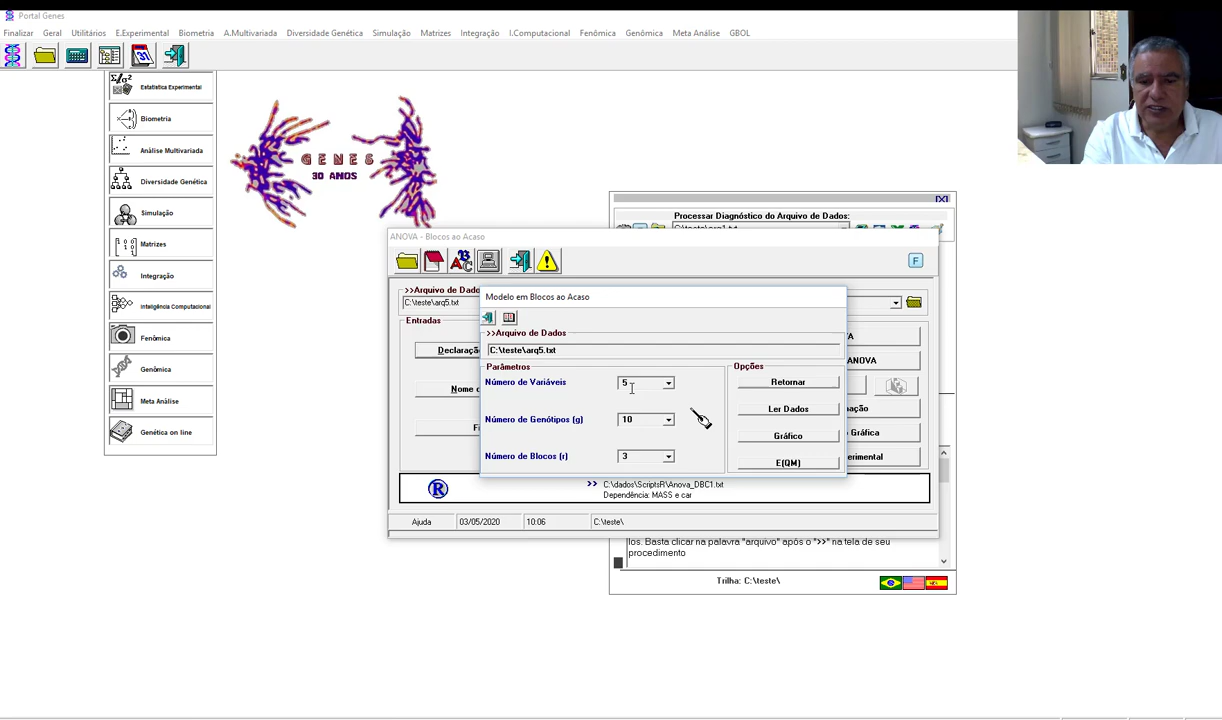 Portal Genes
Finalizar Geral Utilitários E.Experimental Biometria A.Multivariada Diversidade Genética Simulação Matrizes Integração I.Computacional Fenômica Genômica Meta Análise GBOL
31
Estatística Experimental
Biometria
Análise Multivariada
Diversidade Genética
Simulação
Matrizes
Integração
Inteligência Computacional
Fenômica
Genômica
Meta Análise
Genética on line
GENES
30 ANOS
Processar Diagnóstico do Arquivo de Dados:
ANOVA - Blocos ao Acaso
F
>>Arquivo de Dado
C:\teste\arq5.txt
Entradas
Declaração
Nome
Modelo em Blocos ao Acaso
>>Arquivo de Dados
C:\teste\arq5.txt
Parâmetros
Número de Variáveis 5
Número de Genótipos (g) 10
Número de Blocos (r) 3
Opções
Retornar
Ler Dados
Gráfico
E(QM)
VA
NOVA
ação
Gráfica
erimental
R
>> C:\dados\ScriptsR\Anova_DBC1.txt
Dependência: MASS e car
Ajuda 03/05/2020 10:06 C:\teste\
los. Basta clicar na palavra "arquivo" após o ">>" na tela de seu
procedimento
Trilha: C:\teste\